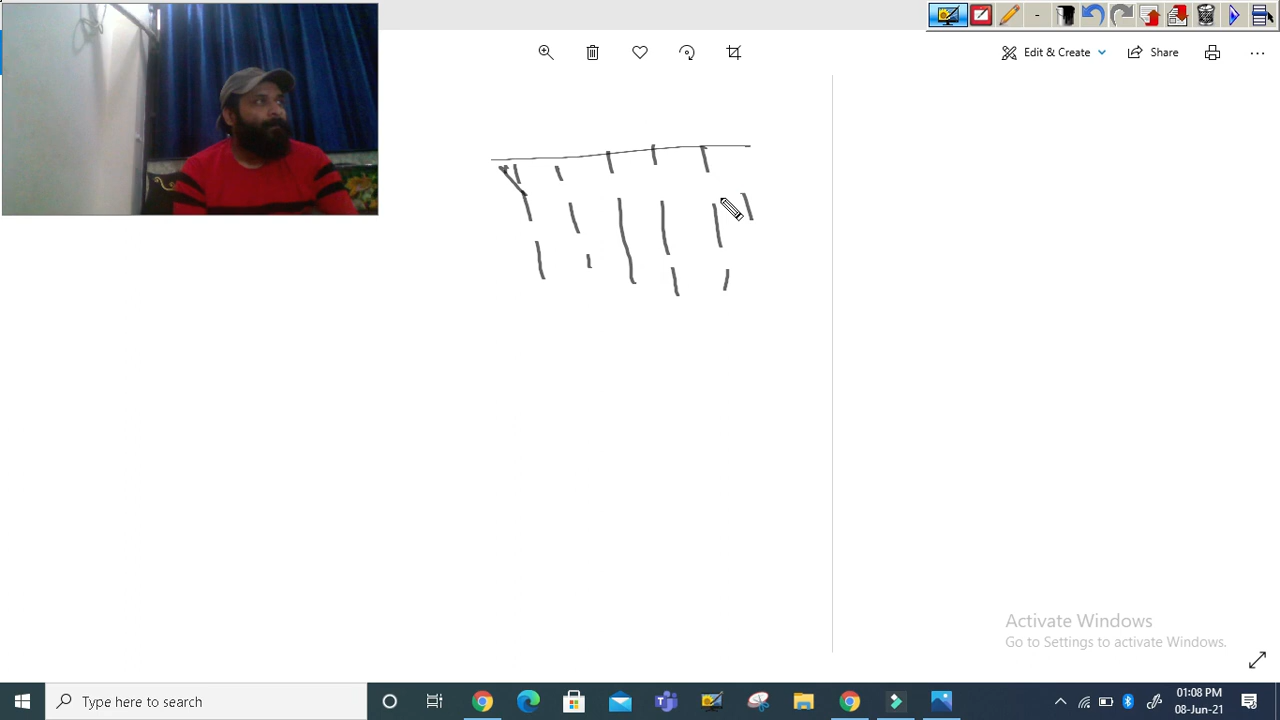 Edit & Create
Share
Activate Windows
Go to Settings to activate Windows.
Type here to search
01:08 PM
08-Jun-21